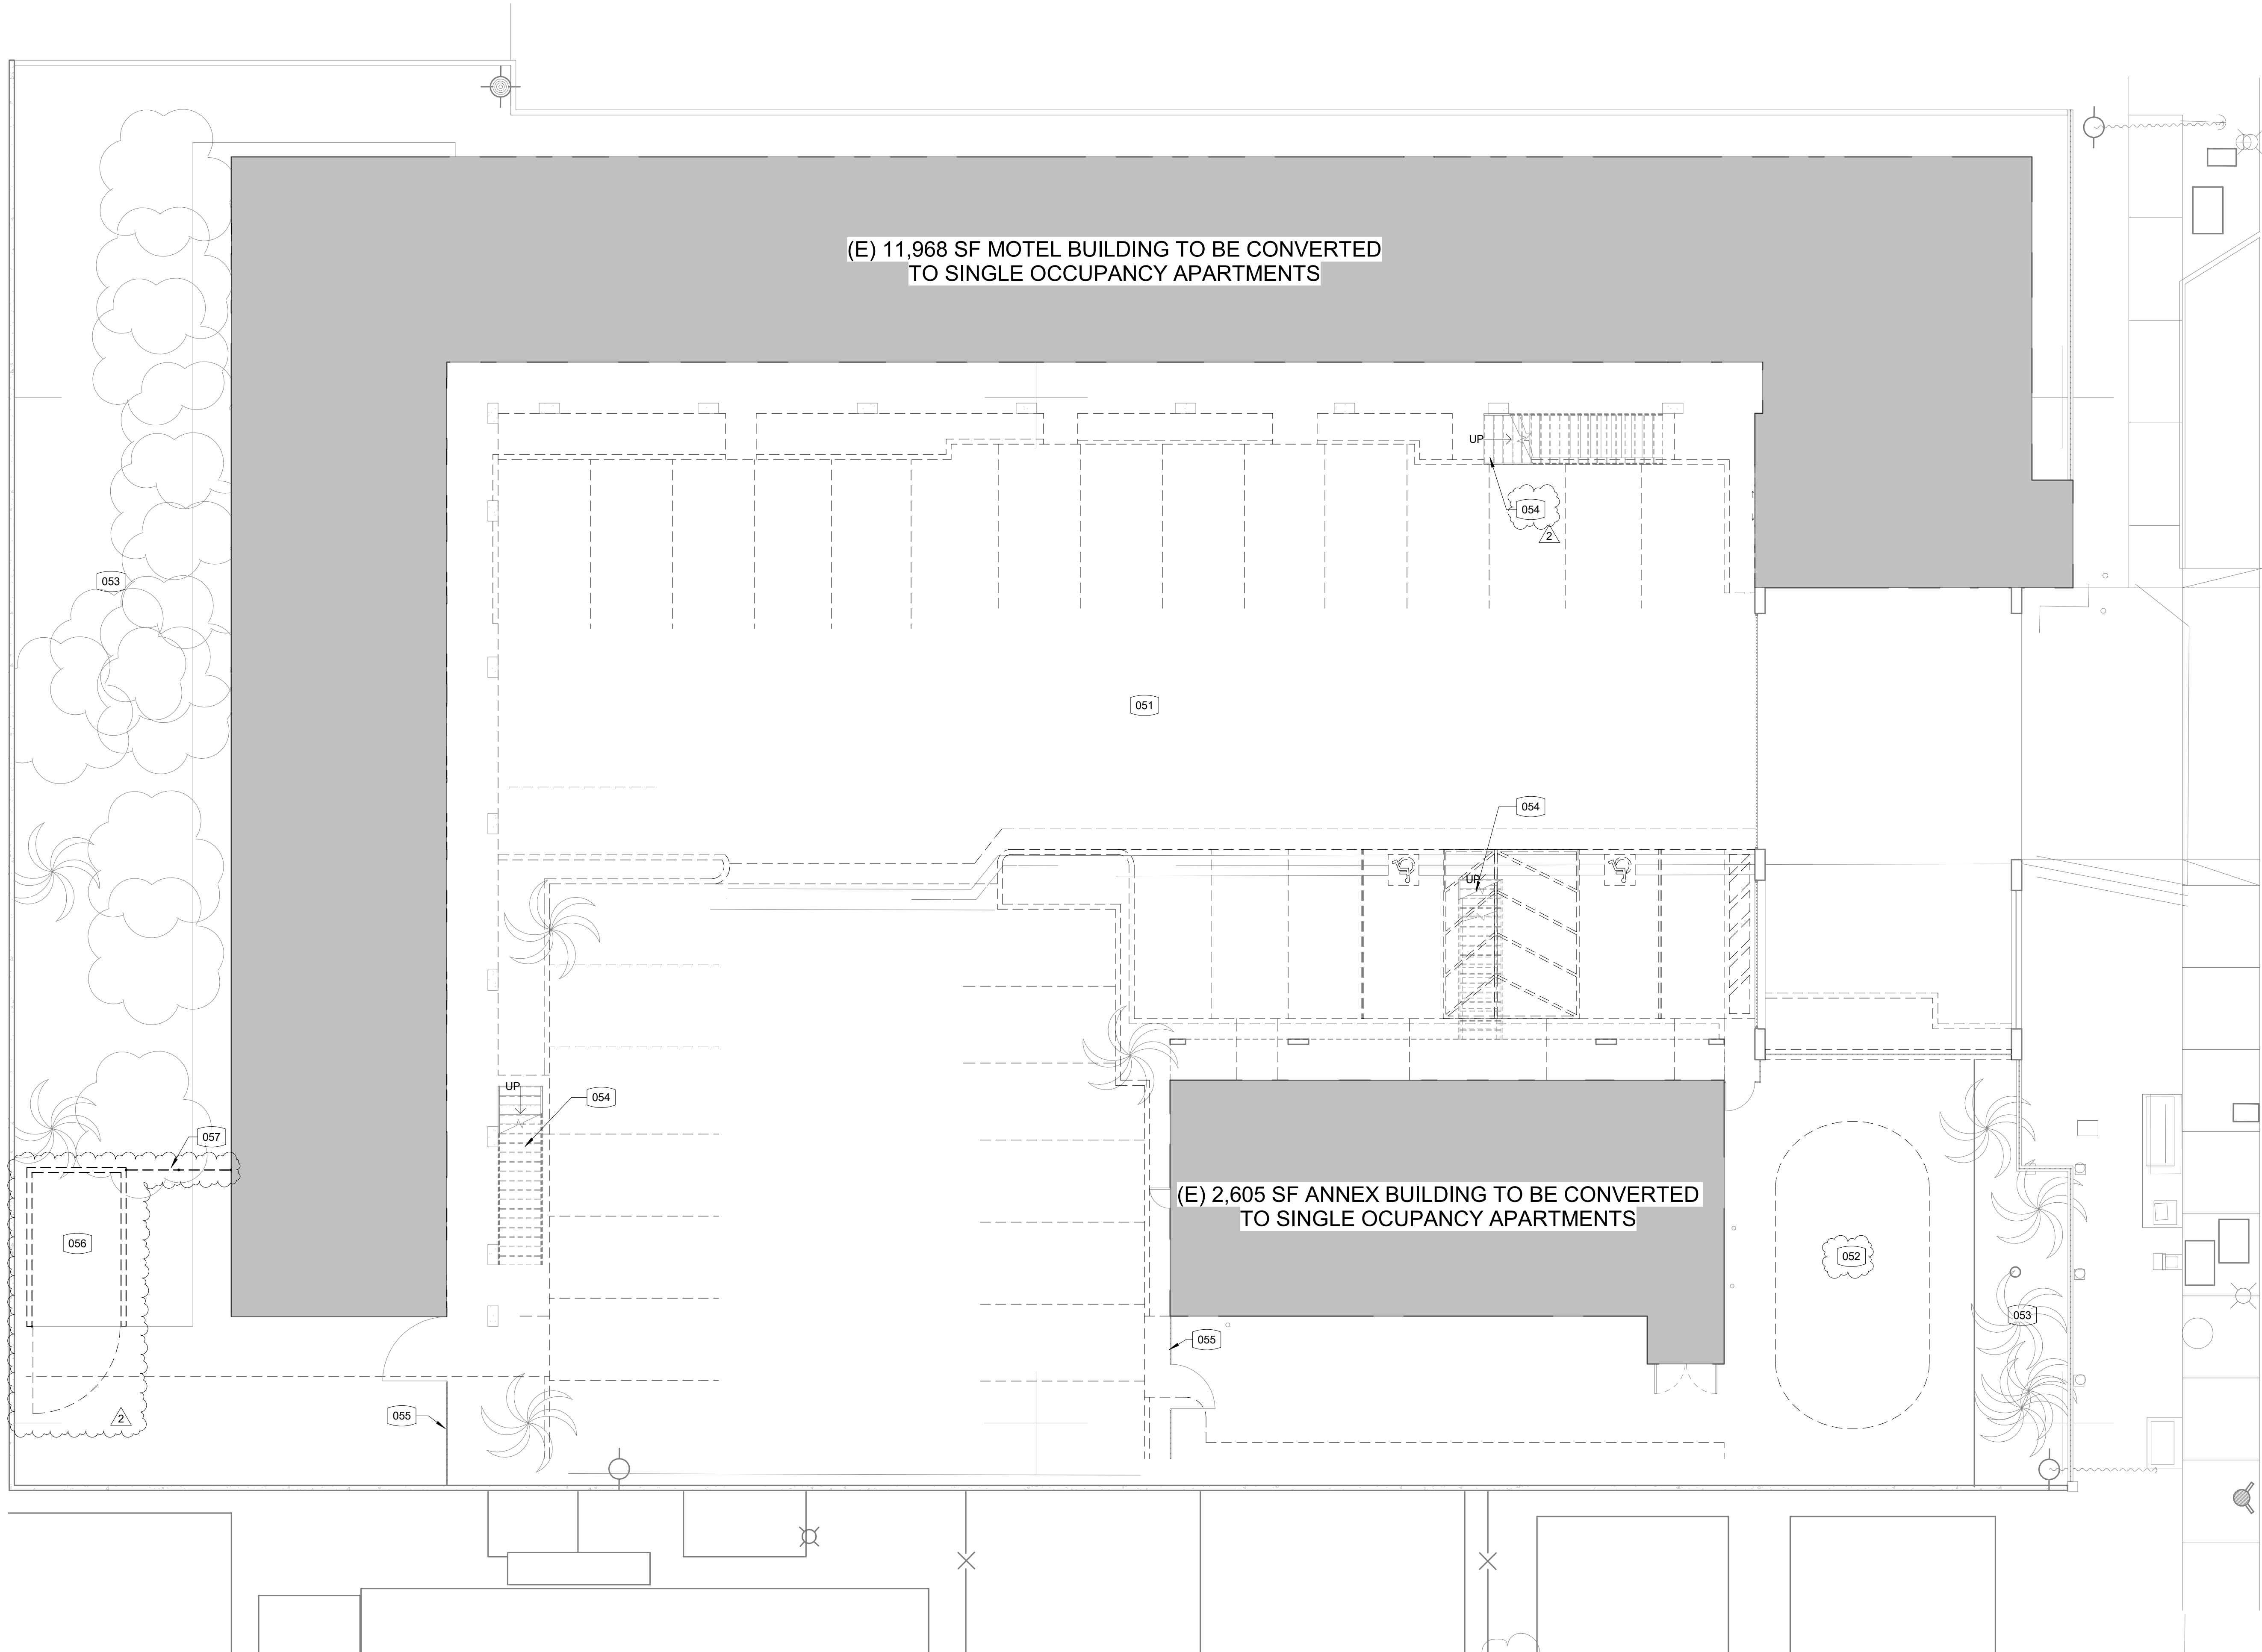 (E) 11,968 SF MOTEL BUILDING TO BE CONVERTED
TO SINGLE OCCUPANCY APARTMENTS
UP
054
2
053
051
054
UP
UP
054
057
(E) 2,605 SF ANNEX BUILDING TO BE CONVERTED
TO SINGLE OCUPANCY APARTMENTS
056
052
053
055
055
2